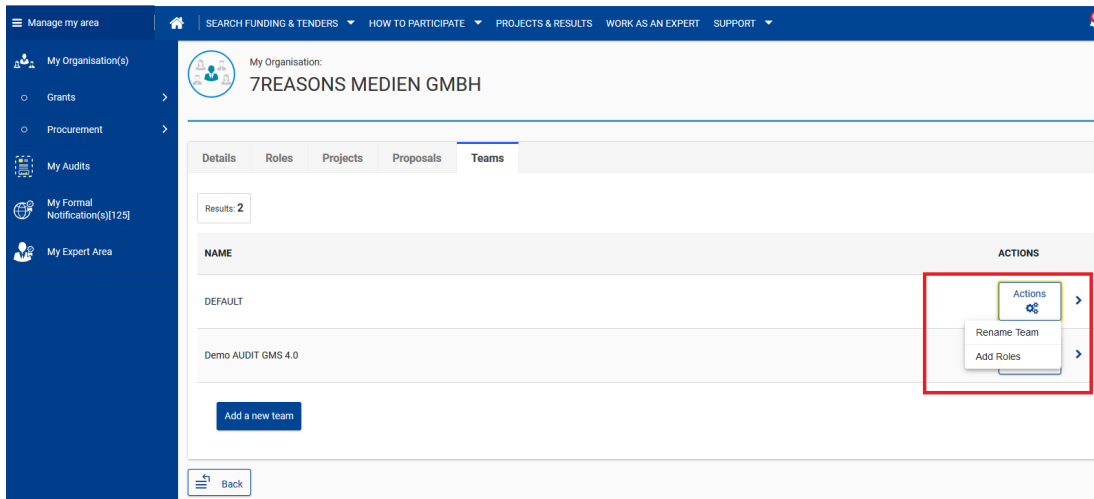 Manage my area
SEARCH FUNDING & TENDERS HOW TO PARTICIPATE PROJECTS & RESULTS WORK AS AN EXPERT SUPPORT
My Organisation(s)
Grants
Procurement
My Audits
My Formal
Notification(s)[125]
My Expert Area
My Organisation:
7REASONS MEDIEN GMBH
Details Roles Projects Proposals Teams
Results: 2
NAME ACTIONS
DEFAULT Actions
Rename Team
Demo AUDIT GMS 4.0 Add Roles
Add a new team
Back